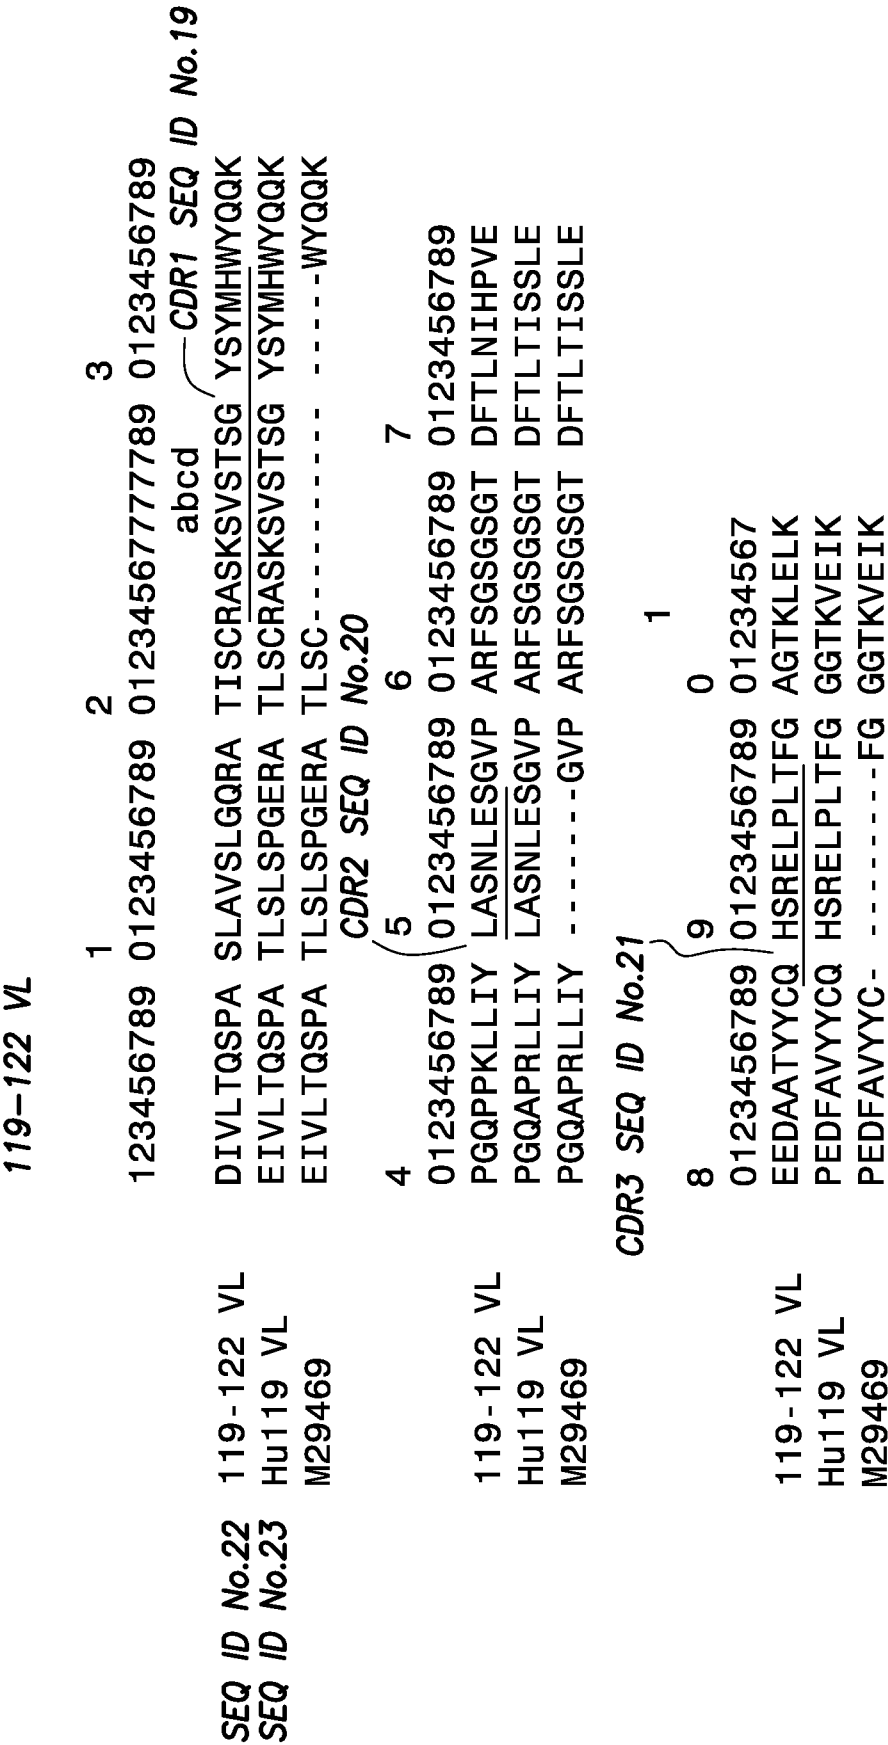 119–122 VL
1 2 3
123456789 0123456789 01234567777789 0123456789
abcd CDR1 SEQ ID No.19
SEQ ID No.22 119-122 VL DIVLTQSPA SLAVSLGQRA TISCRASKSVSTSG YSYMHWYQQK
SEQ ID No.23 Hu119 VL EIVLTQSPA TLSLSPGERA TLSCRASKSVSTSG YSYMHWYQQK
M29469 EIVLTQSPA TLSLSPGERA TLSC---------- -----WYQQK
CDR2 SEQ ID No.20
4 5 6 7
0123456789 0123456789 0123456789 0123456789
119-122 VL PGQPPKLLIY LASNLESGVP ARFSGSGSGT DFTLNIHPVE
Hu119 VL PGQAPRLLIY LASNLESGVP ARFSGSGSGT DFTLTISSLE
M29469 PGQAPRLLIY -------GVP ARFSGSGSGT DFTLTISSLE
CDR3 SEQ ID No.21
1
8 9 0
0123456789 0123456789 01234567
119-122 VL EEDAATYYCQ HSRELPLTFG AGTKLELK
Hu119 VL PEDFAVYYCQ HSRELPLTFG GGTKVEIK
M29469 PEDFAVYYC- --------FG GGTKVEIK